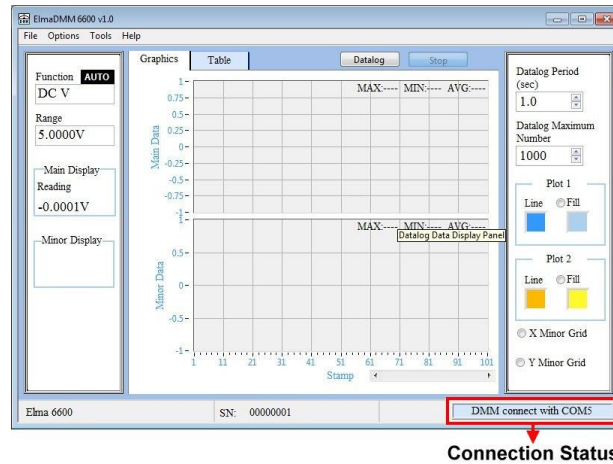 ElmaDMM 6600 v1.0
File Options Tools Help
Function AUTO
DC V
Range
5.0000V
Main Display
Reading
-0.0001V
Minor Display
Graphics Table Datalog Stop
MAX:---- MIN:---- AVG:----
Main Data
1
0.75
0.5
0.25
0
-0.25
-0.5
-0.75
-1
MAX:---- MIN:---- AVG:----
Datalog Data Display Panel
Minor Data
1
0.5
0
-0.5
-1
1 11 21 31 41 51 61 71 81 91 101
Stamp
Datalog Period
(sec)
1.0
Datalog Maximum
Number
1000
Plot 1
Line Fill
Plot 2
Line Fill
X Minor Grid
Y Minor Grid
Elma 6600 SN: 00000001 DMM connect with COM5
Connection Status